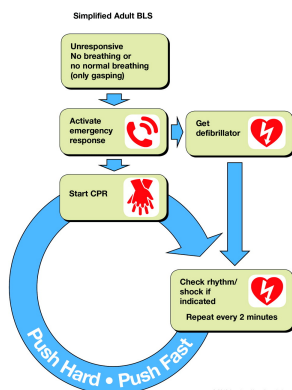 Simplified Adult BLS
Unresponsive
No breathing or
no normal breathing
(only gasping)
Activate
emergency
response
Get
defibrillator
Start CPR
Check rhythm/
shock if
indicated
Repeat every 2 minutes
Push Hard • Push Fast